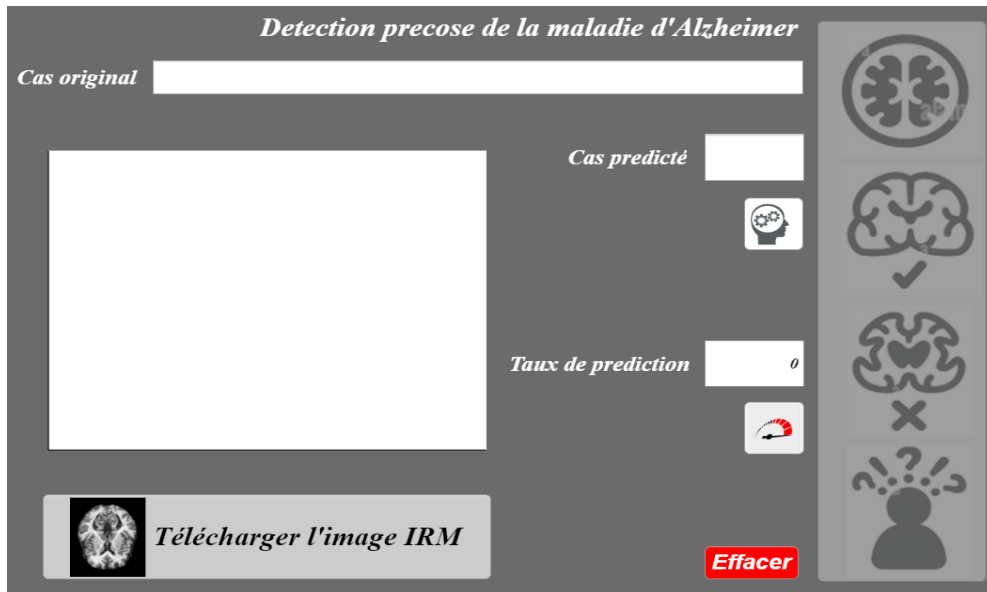 Detection precose de la maladie d'Alzheimer
Cas original
Cas predicté
Taux de prediction
0
Télécharger l'image IRM
Effacer